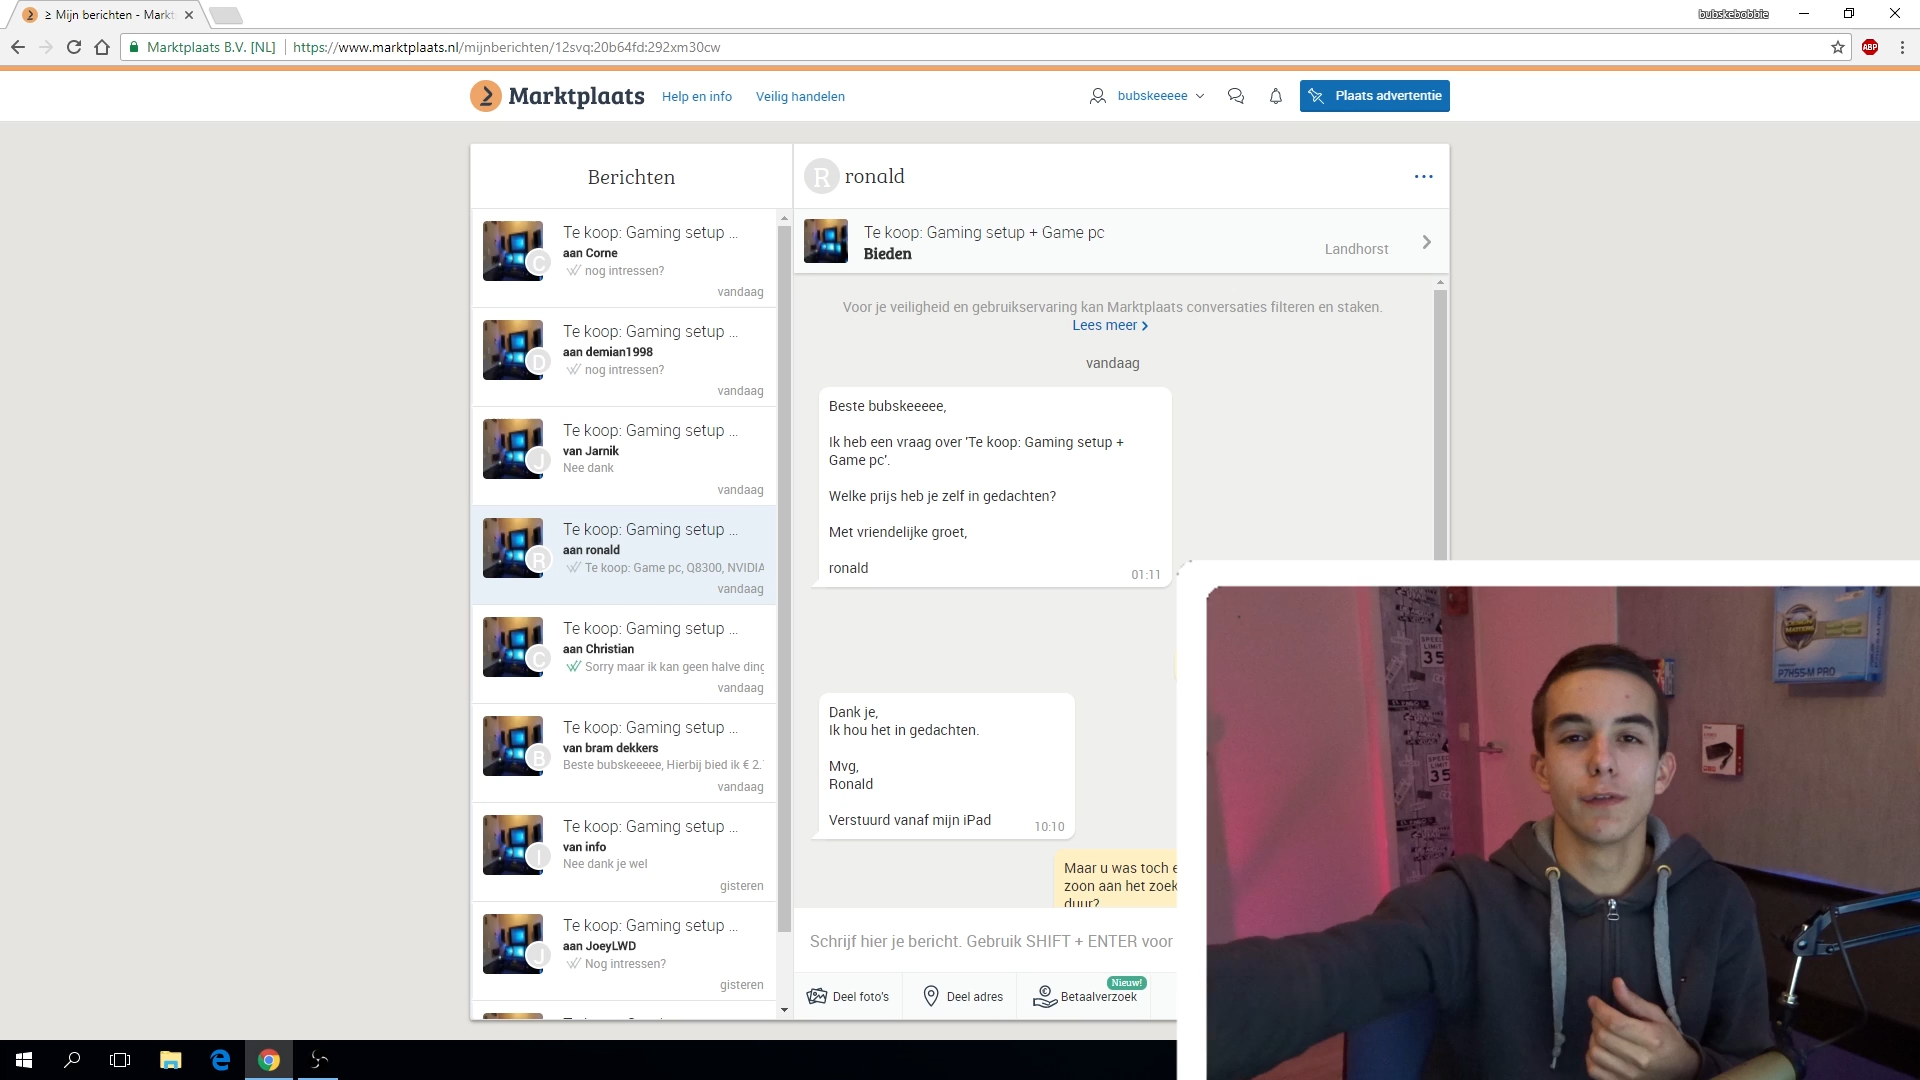 ≥ Mijn berichten - Markt
bubskebobbie
Marktplaats B.V. [NL]
https://www.marktplaats.nl/mijnberichten/12svq:20b64fd:292xm30cw
ABP
Marktplaats
Help en info
Veilig handelen
bubskeeeee
Plaats advertentie
Berichten
Te koop: Gaming setup ...
C
aan Corne
nog intressen?
vandaag
Te koop: Gaming setup ...
D
aan demian1998
nog intressen?
vandaag
Te koop: Gaming setup ...
J
van Jarnik
Nee dank
vandaag
Te koop: Gaming setup ...
R
aan ronald
Te koop: Game pc, Q8300, NVIDIA
vandaag
Te koop: Gaming setup ...
C
aan Christian
Sorry maar ik kan geen halve ding
vandaag
Te koop: Gaming setup ...
B
van bram dekkers
Beste bubskeeeee, Hierbij bied ik € 2.
vandaag
Te koop: Gaming setup ...
I
van info
Nee dank je wel
gisteren
Te koop: Gaming setup ...
J
aan JoeyLWD
Nog intressen?
gisteren
R
ronald
Te koop: Gaming setup + Game pc
Bieden
Landhorst
Voor je veiligheid en gebruikservaring kan Marktplaats conversaties filteren en staken.
Lees meer
vandaag
Beste bubskeeeee,
Ik heb een vraag over 'Te koop: Gaming setup +
Game pc'.
Welke prijs heb je zelf in gedachten?
Met vriendelijke groet,
ronald
01:11
Dank je,
Ik hou het in gedachten.
Mvg,
Ronald
Verstuurd vanaf mijn iPad
10:10
Maar u was toch e
zoon aan het zoek
duur?
Schrijf hier je bericht. Gebruik SHIFT + ENTER voor
Deel foto's
Deel adres
Betaalverzoek
Nieuw!
SPEED
LIMIT
35
35
P7H55-M PRO